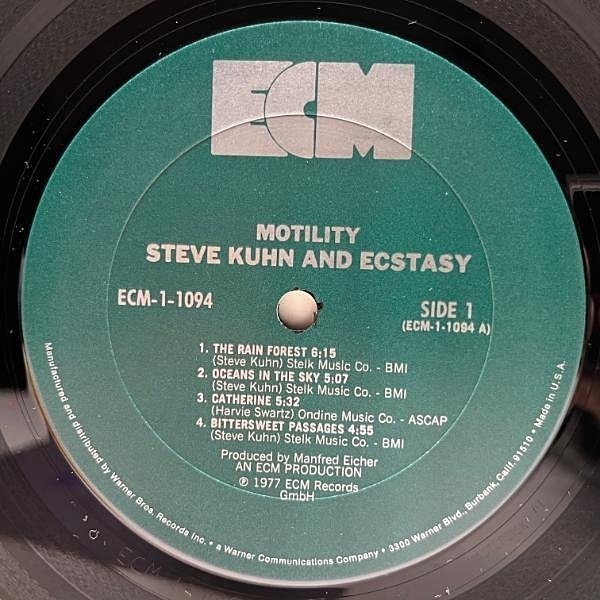 ECM
MOTILITY
STEVE KUHN AND ECSTASY
ECM-1-1094
SIDE 1
(ECM-1-1094 A)
1. THE RAIN FOREST 6:15
(Steve Kuhn) Stelk Music Co. - BMI
2. OCEANS IN THE SKY 5:07
(Steve Kuhn) Stelk Music Co. - BMI
3. CATHERINE 5:32
(Harvie Swartz) Ondine Music Co. - ASCAP
4. BITTERSWEET PASSAGES 4:55
(Steve Kuhn) Stelk Music Co. - BMI
Produced by Manfred Eicher
AN ECM PRODUCTION
℗ 1977 ECM Records
GmbH
Manufactured and distributed by Warner Bros. Records Inc. • a Warner Communications Company • 3300 Warner Blvd., Burbank, Calif. 91510 • Made in U.S.A.